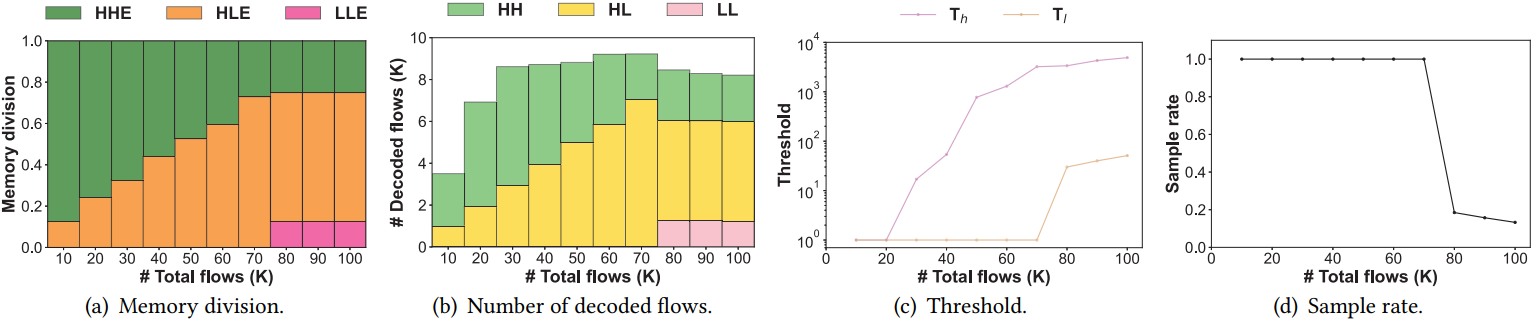 HHE HLE LLE
Memory division
1.0
0.8
0.6
0.4
0.2
0.0
10 20 30 40 50 60 70 80 90 100
# Total flows (K)
(a) Memory division.
HH HL LL
# Decoded flows (K)
10
8
6
4
2
0
10 20 30 40 50 60 70 80 90 100
# Total flows (K)
(b) Number of decoded flows.
Th Tl
Threshold
10^4
10^3
10^2
10^1
10^0
0 20 40 60 80 100
# Total flows (K)
(c) Threshold.
Sample rate
1.0
0.8
0.6
0.4
0.2
0.0
0 20 40 60 80 100
# Total flows (K)
(d) Sample rate.